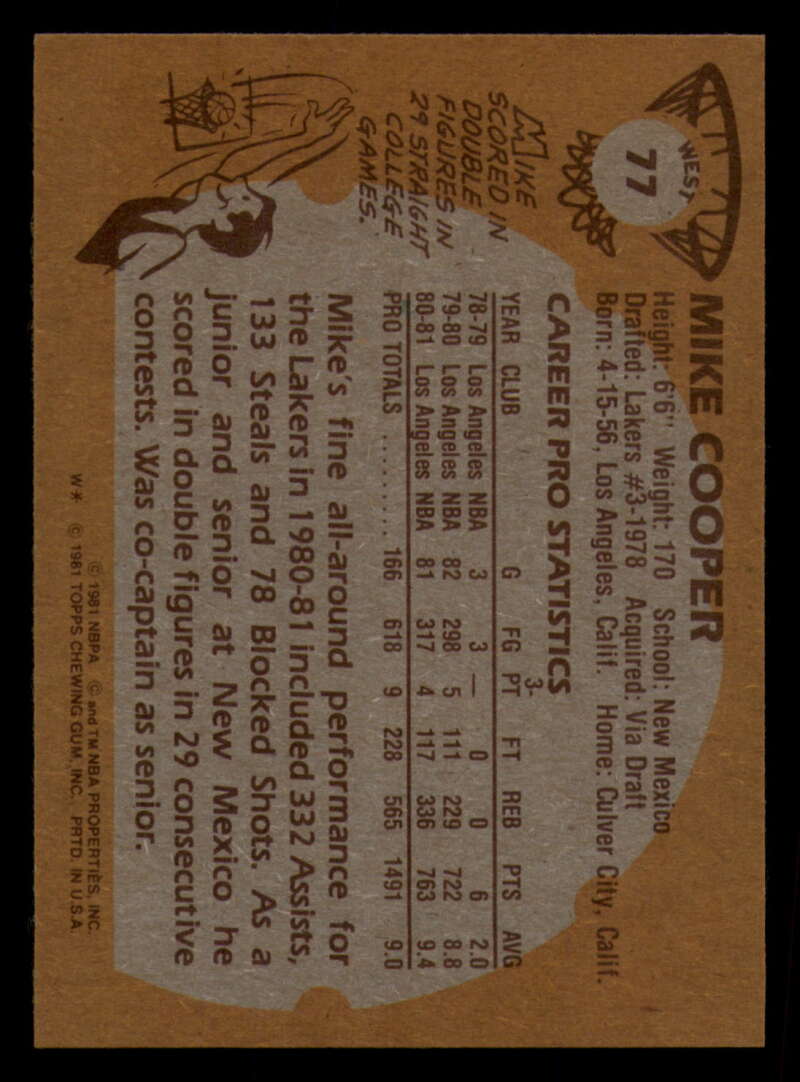 WEST
77
MIKE COOPER
Height: 6'6" Weight: 170 School: New Mexico
Drafted: Lakers #3-1978 Acquired: Via Draft
Born: 4-15-56, Los Angeles, Calif. Home: Culver City, Calif.
CAREER PRO STATISTICS
3-
YEAR CLUB G FG PT FT REB PTS AVG
78-79 Los Angeles NBA 3 3 — 0 0 6 2.0
79-80 Los Angeles NBA 82 298 5 111 229 722 8.8
80-81 Los Angeles NBA 81 317 4 117 336 763 9.4
PRO TOTALS .......... 166 618 9 228 565 1491 9.0
MIKE
SCORED IN
DOUBLE
FIGURES IN
29 STRAIGHT
COLLEGE
GAMES.
Mike's fine all-around performance for
the Lakers in 1980-81 included 332 Assists,
133 Steals and 78 Blocked Shots. As a
junior and senior at New Mexico he
scored in double figures in 29 consecutive
contests. Was co-captain as senior.
© 1981 NBPA © and TM NBA PROPERTIES, INC.
W* © 1981 TOPPS CHEWING GUM, INC. PRTD. IN U.S.A.